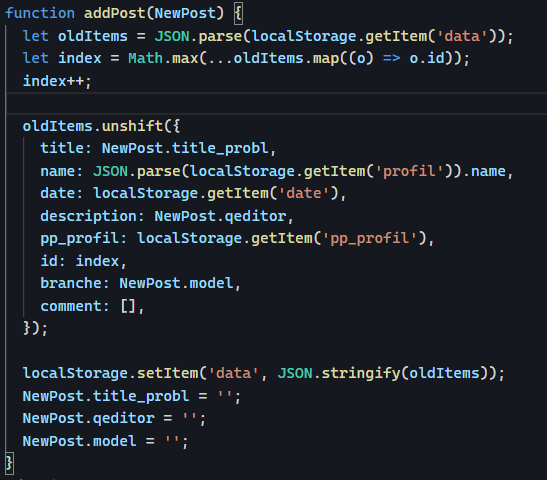 function addPost(NewPost) {
let oldItems = JSON.parse(localStorage.getItem('data'));
let index = Math.max(...oldItems.map((o) => o.id));
index++;
oldItems.unshift({
title: NewPost.title_probl,
name: JSON.parse(localStorage.getItem('profil')).name,
date: localStorage.getItem('date'),
description: NewPost.qeditor,
pp_profil: localStorage.getItem('pp_profil'),
id: index,
branche: NewPost.model,
comment: [],
});
localStorage.setItem('data', JSON.stringify(oldItems));
NewPost.title_probl = '';
NewPost.qeditor = '';
NewPost.model = '';
}